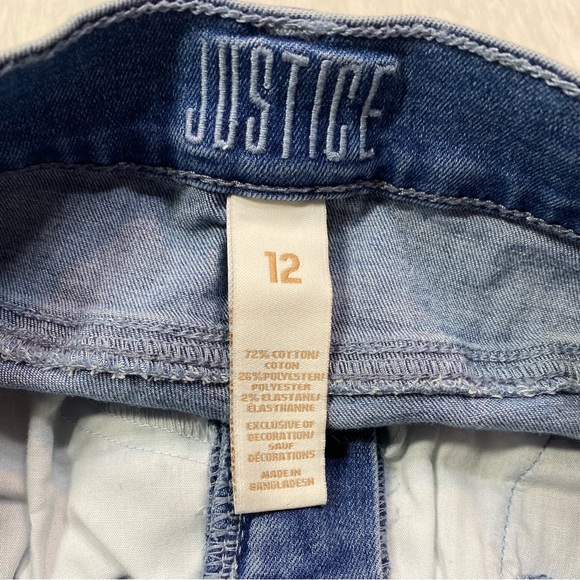 JUSTICE
12
72% COTTON/
COTON
26% POLYESTER/
POLYESTER
2% ELASTANE/
ÉLASTHANNE
EXCLUSIVE OF
DECORATION/
SAUF
DÉCORATIONS
MADE IN
BANGLADESH